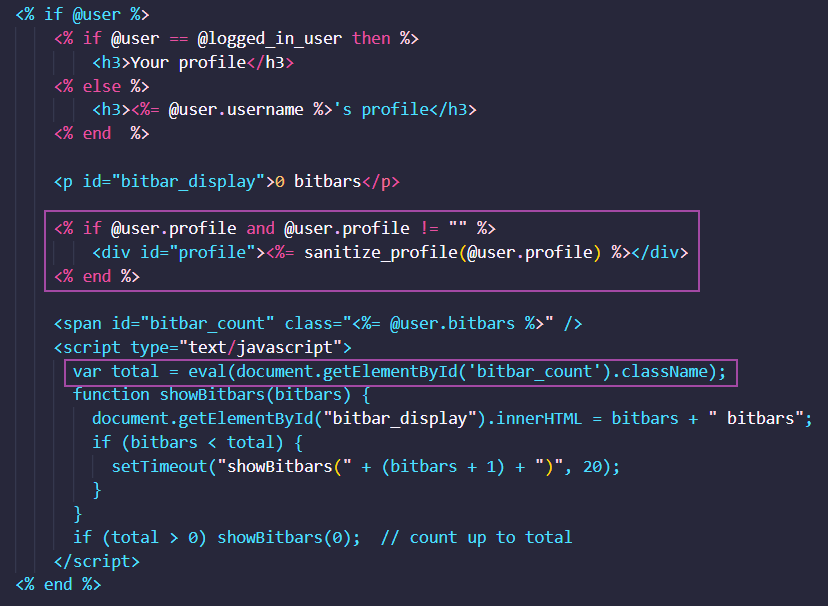 <% if @user %>
<% if @user == @logged_in_user then %>
<h3>Your profile</h3>
<% else %>
<h3><%= @user.username %>'s profile</h3>
<% end  %>
<p id="bitbar_display">0 bitbars</p>
<% if @user.profile and @user.profile != "" %>
<div id="profile"><%= sanitize_profile(@user.profile) %></div>
<% end %>
<span id="bitbar_count" class="<%= @user.bitbars %>" />
<script type="text/javascript">
var total = eval(document.getElementById('bitbar_count').className);
function showBitbars(bitbars) {
document.getElementById("bitbar_display").innerHTML = bitbars + " bitbars";
if (bitbars < total) {
setTimeout("showBitbars(" + (bitbars + 1) + ")", 20);
}
}
if (total > 0) showBitbars(0);  // count up to total
</script>
<% end %>